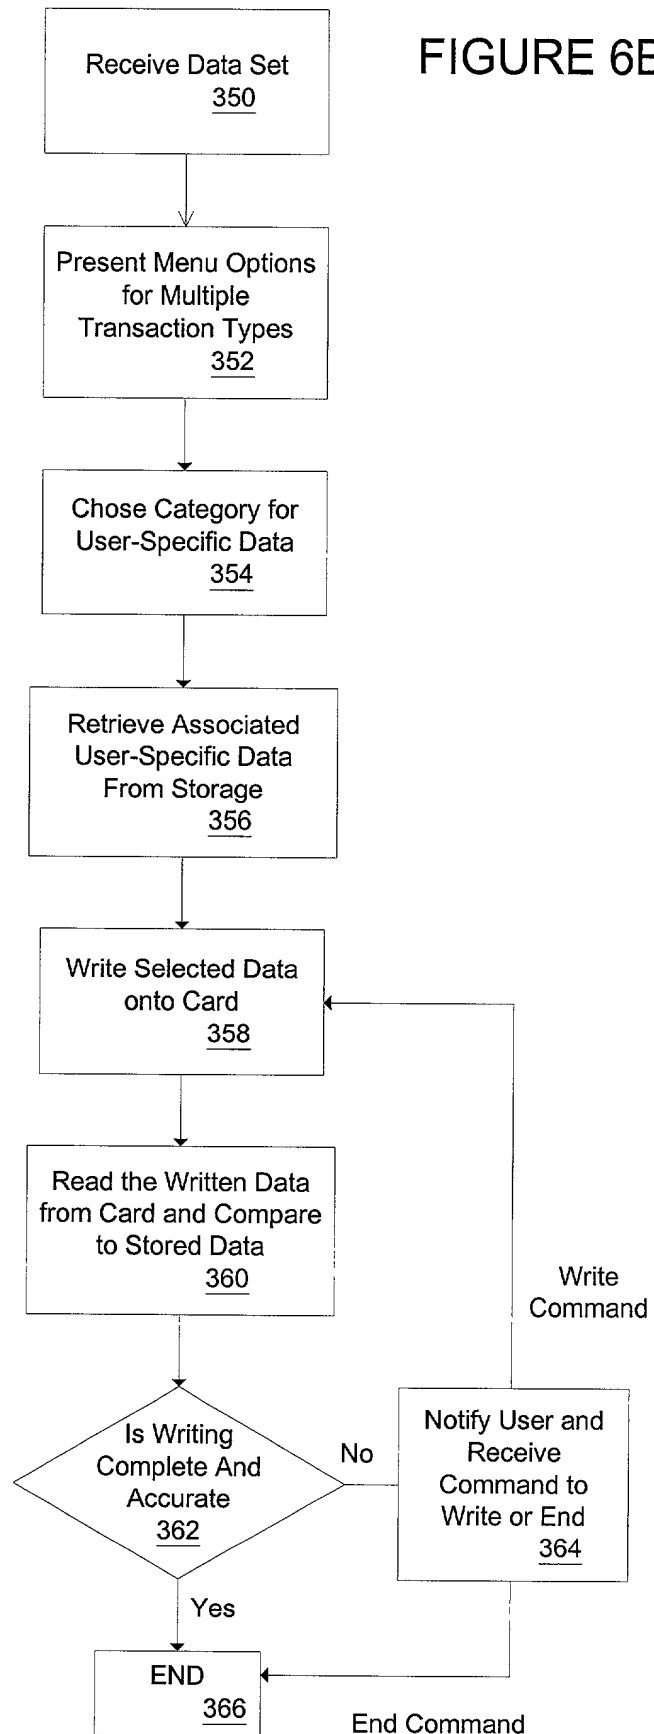 FIGURE 6B
Receive Data Set
350
Present Menu Options
for Multiple
Transaction Types
352
Chose Category for
User-Specific Data
354
Retrieve Associated
User-Specific Data
From Storage
356
Write Selected Data
onto Card
358
Read the Written Data
from Card and Compare
to Stored Data
360
Write
Command
Is Writing
Complete And
Accurate
362
No
Notify User and
Receive
Command to
Write or End
364
Yes
END
366
End Command